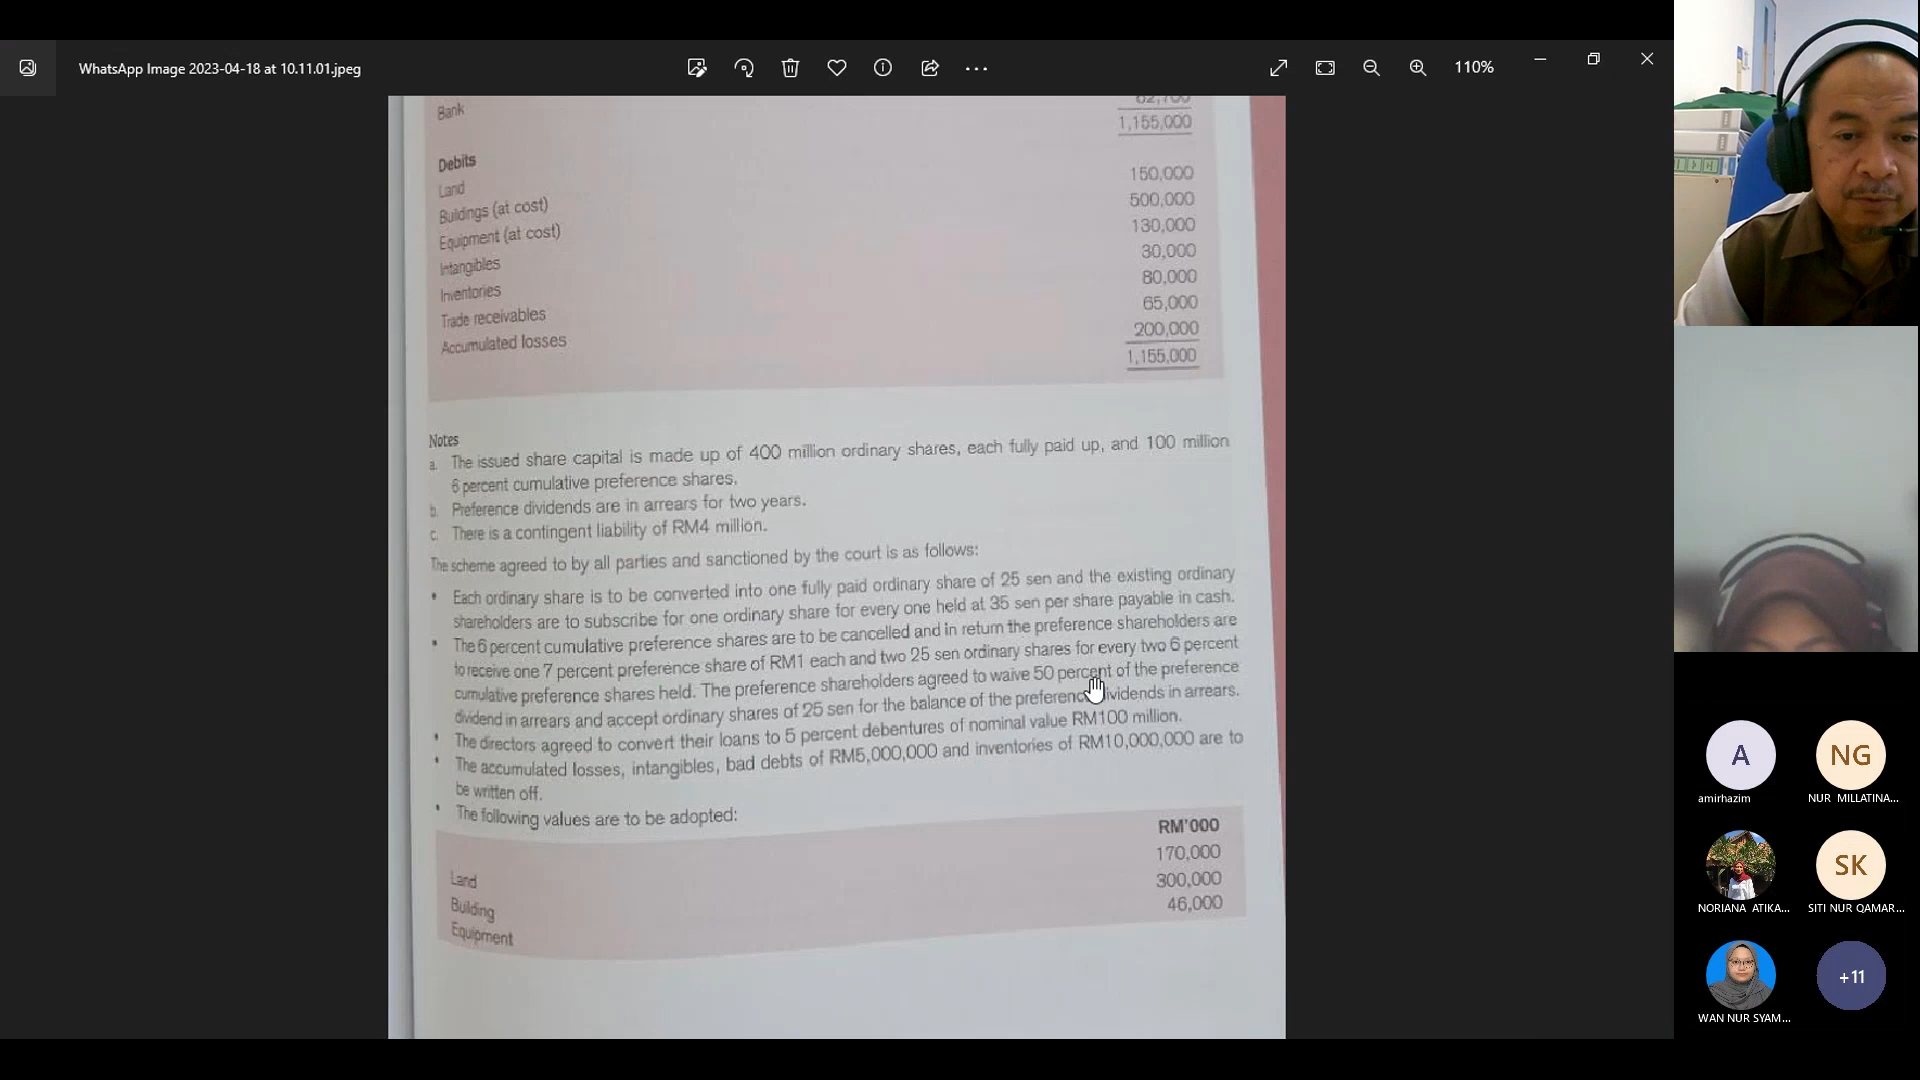 WhatsApp Image 2023-04-18 at 10.11.01.jpeg
110%
Bank
1,155,000
Debits
Land 150,000
Buildings (at cost) 500,000
Equipment (at cost) 130,000
Intangibles 30,000
Inventories 80,000
Trade receivables 65,000
Accumulated losses 200,000
1,155,000
Notes
a. The issued share capital is made up of 400 million ordinary shares, each fully paid up, and 100 million
6 percent cumulative preference shares.
b. Preference dividends are in arrears for two years.
c. There is a contingent liability of RM4 million.
The scheme agreed to by all parties and sanctioned by the court is as follows:
• Each ordinary share is to be converted into one fully paid ordinary share of 25 sen and the existing ordinary
shareholders are to subscribe for one ordinary share for every one held at 35 sen per share payable in cash.
• The 6 percent cumulative preference shares are to be cancelled and in return the preference shareholders are
to receive one 7 percent preference share of RM1 each and two 25 sen ordinary shares for every two 6 percent
cumulative preference shares held. The preference shareholders agreed to waive 50 percent of the preference
dividend in arrears and accept ordinary shares of 25 sen for the balance of the preference dividends in arrears.
• The directors agreed to convert their loans to 5 percent debentures of nominal value RM100 million.
• The accumulated losses, intangibles, bad debts of RM5,000,000 and inventories of RM10,000,000 are to
be written off.
• The following values are to be adopted:
RM'000
Land 170,000
Building 300,000
Equipment 46,000
A
amirhazim
NG
NUR MILLATINA...
NORIANA ATIKA...
SK
SITI NUR QAMAR...
WAN NUR SYAM...
+11